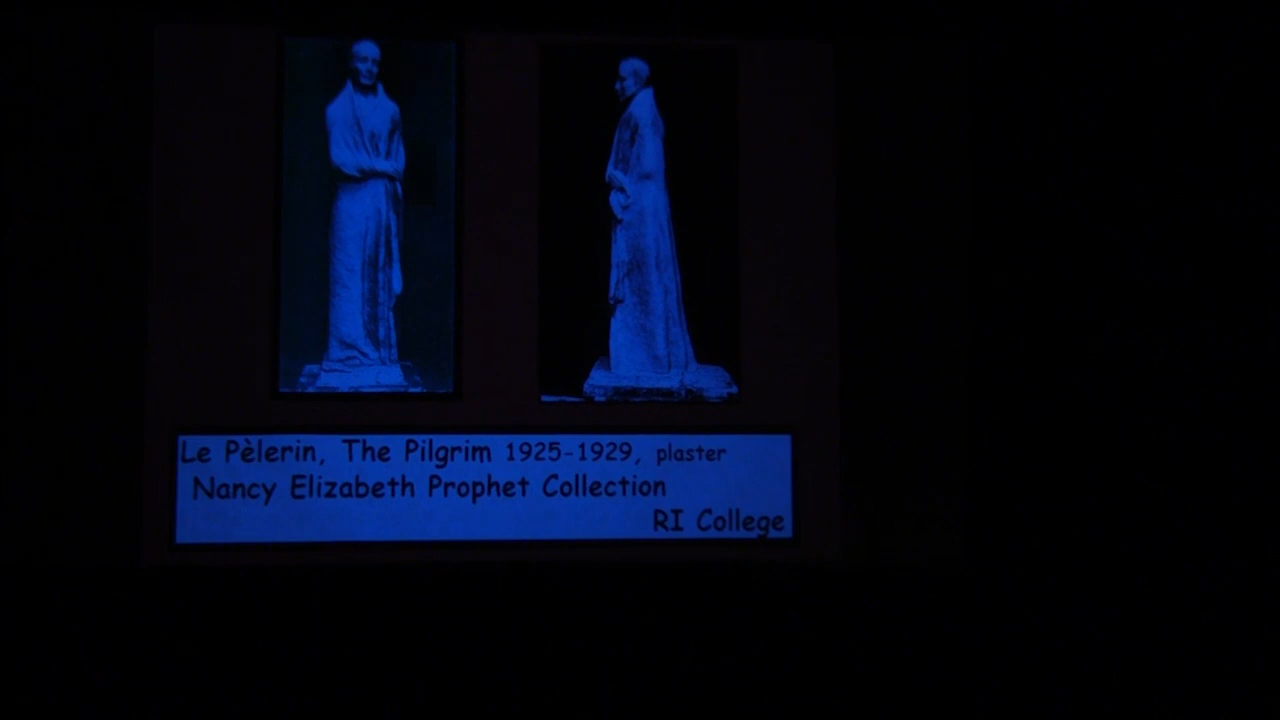 Le Pèlerin, The Pilgrim 1925-1929, plaster
Nancy Elizabeth Prophet Collection
RI College